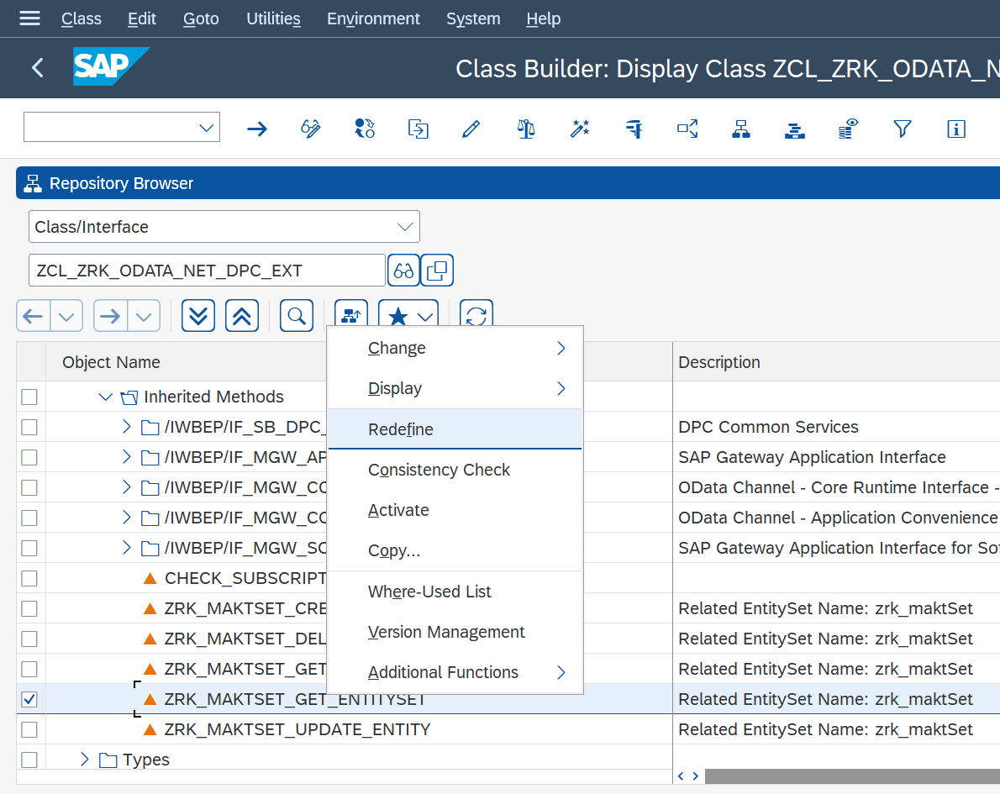 Class Edit Goto Utilities Environment System Help
SAP
Class Builder: Display Class ZCL_ZRK_ODATA_N
Repository Browser
Class/Interface
ZCL_ZRK_ODATA_NET_DPC_EXT
Object Name Description
Inherited Methods
/IWBEP/IF_SB_DPC_ DPC Common Services
/IWBEP/IF_MGW_AP SAP Gateway Application Interface
/IWBEP/IF_MGW_CO OData Channel - Core Runtime Interface -
/IWBEP/IF_MGW_CO OData Channel - Application Convenience
/IWBEP/IF_MGW_SO SAP Gateway Application Interface for Sof
CHECK_SUBSCRIPT
ZRK_MAKTSET_CRE Related EntitySet Name: zrk_maktSet
ZRK_MAKTSET_DEL Related EntitySet Name: zrk_maktSet
ZRK_MAKTSET_GET Related EntitySet Name: zrk_maktSet
ZRK_MAKTSET_GET_ENTITYSET Related EntitySet Name: zrk_maktSet
ZRK_MAKTSET_UPDATE_ENTITY Related EntitySet Name: zrk_maktSet
Types
Change
Display
Redefine
Consistency Check
Activate
Copy...
Where-Used List
Version Management
Additional Functions